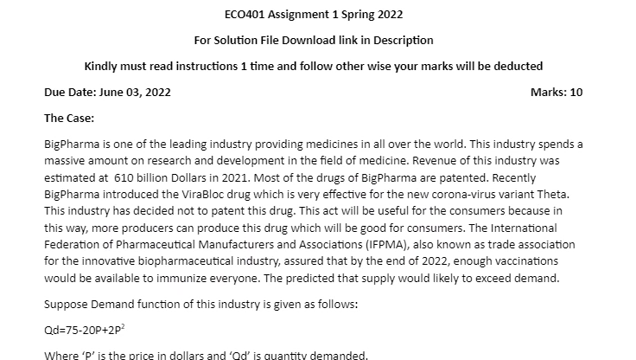 ECO401 Assignment 1 Spring 2022
For Solution File Download link in Description
Kindly must read instructions 1 time and follow other wise your marks will be deducted
Due Date: June 03, 2022 Marks: 10
The Case:
BigPharma is one of the leading industry providing medicines in all over the world. This industry spends a
massive amount on research and development in the field of medicine. Revenue of this industry was
estimated at 610 billion Dollars in 2021. Most of the drugs of BigPharma are patented. Recently
BigPharma introduced the ViraBloc drug which is very effective for the new corona-virus variant Theta.
This industry has decided not to patent this drug. This act will be useful for the consumers because in
this way, more producers can produce this drug which will be good for consumers. The International
Federation of Pharmaceutical Manufacturers and Associations (IFPMA), also known as trade association
for the innovative biopharmaceutical industry, assured that by the end of 2022, enough vaccinations
would be available to immunize everyone. The predicted that supply would likely to exceed demand.
Suppose Demand function of this industry is given as follows:
Qd=75-20P+2P²
Where ‘P’ is the price in dollars and ‘Qd’ is quantity demanded.